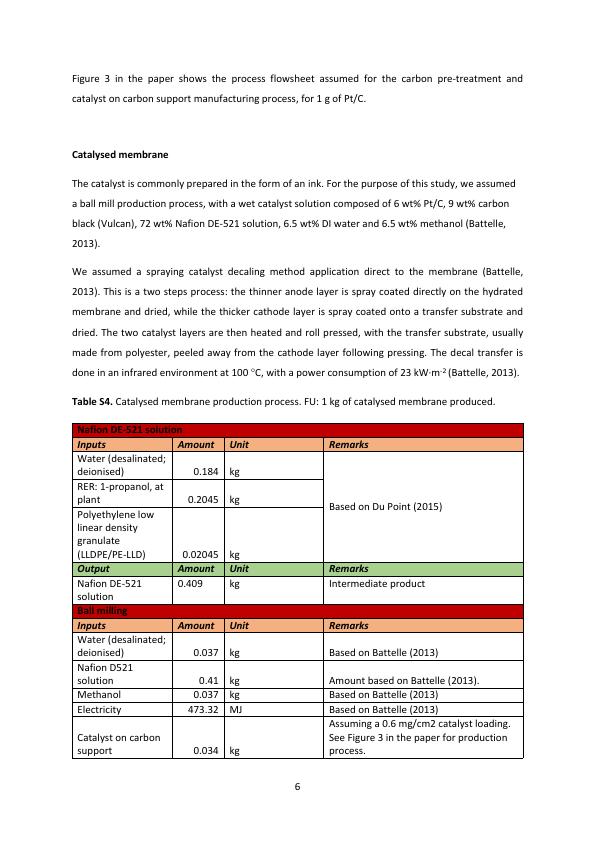 Figure 3 in the paper shows the process flowsheet assumed for the carbon pre-treatment and
catalyst on carbon support manufacturing process, for 1 g of Pt/C.
Catalysed membrane
The catalyst is commonly prepared in the form of an ink. For the purpose of this study, we assumed
a ball mill production process, with a wet catalyst solution composed of 6 wt% Pt/C, 9 wt% carbon
black (Vulcan), 72 wt% Nafion DE-521 solution, 6.5 wt% DI water and 6.5 wt% methanol (Battelle,
2013).
We assumed a spraying catalyst decaling method application direct to the membrane (Battelle,
2013). This is a two steps process: the thinner anode layer is spray coated directly on the hydrated
membrane and dried, while the thicker cathode layer is spray coated onto a transfer substrate and
dried. The two catalyst layers are then heated and roll pressed, with the transfer substrate, usually
made from polyester, peeled away from the cathode layer following pressing. The decal transfer is
done in an infrared environment at 100 °C, with a power consumption of 23 kW·m-2 (Battelle, 2013).
Table S4. Catalysed membrane production process. FU: 1 kg of catalysed membrane produced.
Nafion DE-521 solution
Inputs Amount Unit Remarks
Water (desalinated;
deionised) 0.184 kg
RER: 1-propanol, at
plant 0.2045 kg
Based on Du Point (2015)
Polyethylene low
linear density
granulate
(LLDPE/PE-LLD) 0.02045 kg
Output Amount Unit Remarks
Nafion DE-521 0.409 kg Intermediate product
solution
Ball milling
Inputs Amount Unit Remarks
Water (desalinated;
deionised) 0.037 kg Based on Battelle (2013)
Nafion D521
solution 0.41 kg Amount based on Battelle (2013).
Methanol 0.037 kg Based on Battelle (2013)
Electricity 473.32 MJ Based on Battelle (2013)
Assuming a 0.6 mg/cm2 catalyst loading.
Catalyst on carbon See Figure 3 in the paper for production
support 0.034 kg process.
6